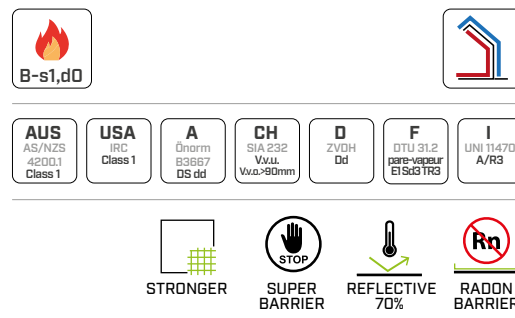 B-s1,d0
AUS
AS/NZS
4200.1
Class 1
USA
IRC
Class 1
A
Önorm
B3667
DS dd
CH
SIA 232
V.v.u.
V.v.o.>90mm
D
ZVDH
Dd
F
DTU 31.2
pare-vapeur
E1 Sd3 TR3
I
UNI 11470
A/R3
STRONGER
STOP
SUPER
BARRIER
REFLECTIVE
70%
Rn
RADON
BARRIER